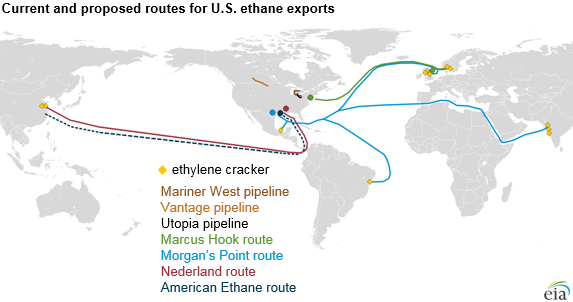 Current and proposed routes for U.S. ethane exports
ethylene cracker
Mariner West pipeline
Vantage pipeline
Utopia pipeline
Marcus Hook route
Morgan's Point route
Nederland route
American Ethane route
eia